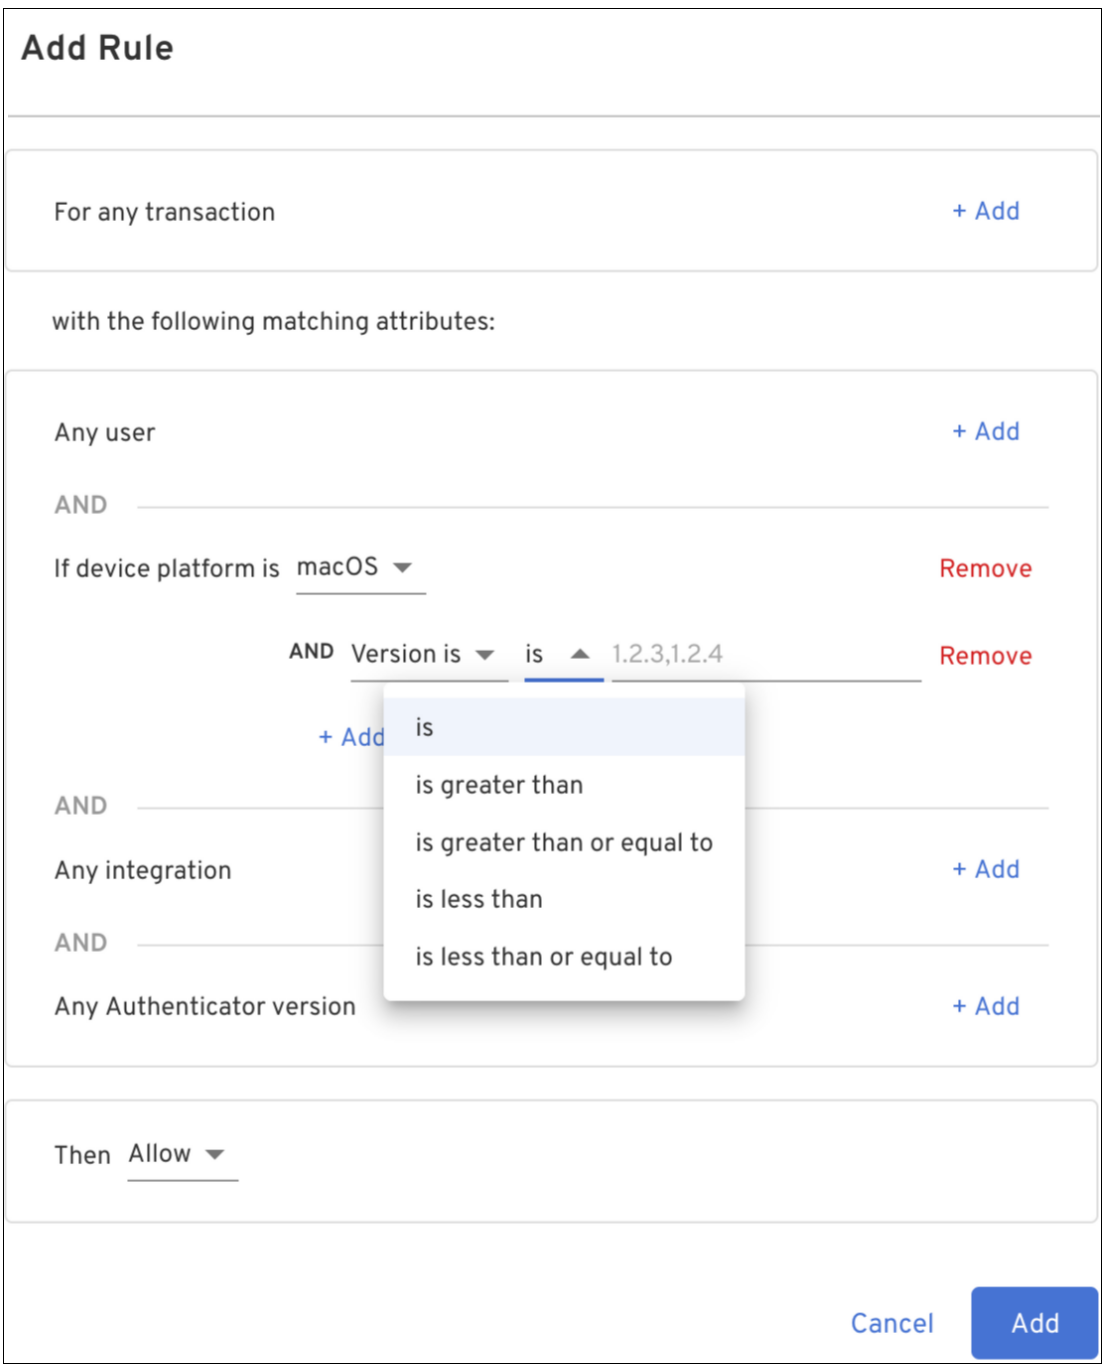 Add Rule
For any transaction + Add
with the following matching attributes:
Any user + Add
AND
If device platform is macOS Remove
AND Version is is 1.2.3,1.2.4 Remove
is
+ Add
is greater than
AND
is greater than or equal to
Any integration + Add
is less than
AND
is less than or equal to
Any Authenticator version + Add
Then Allow
Cancel Add